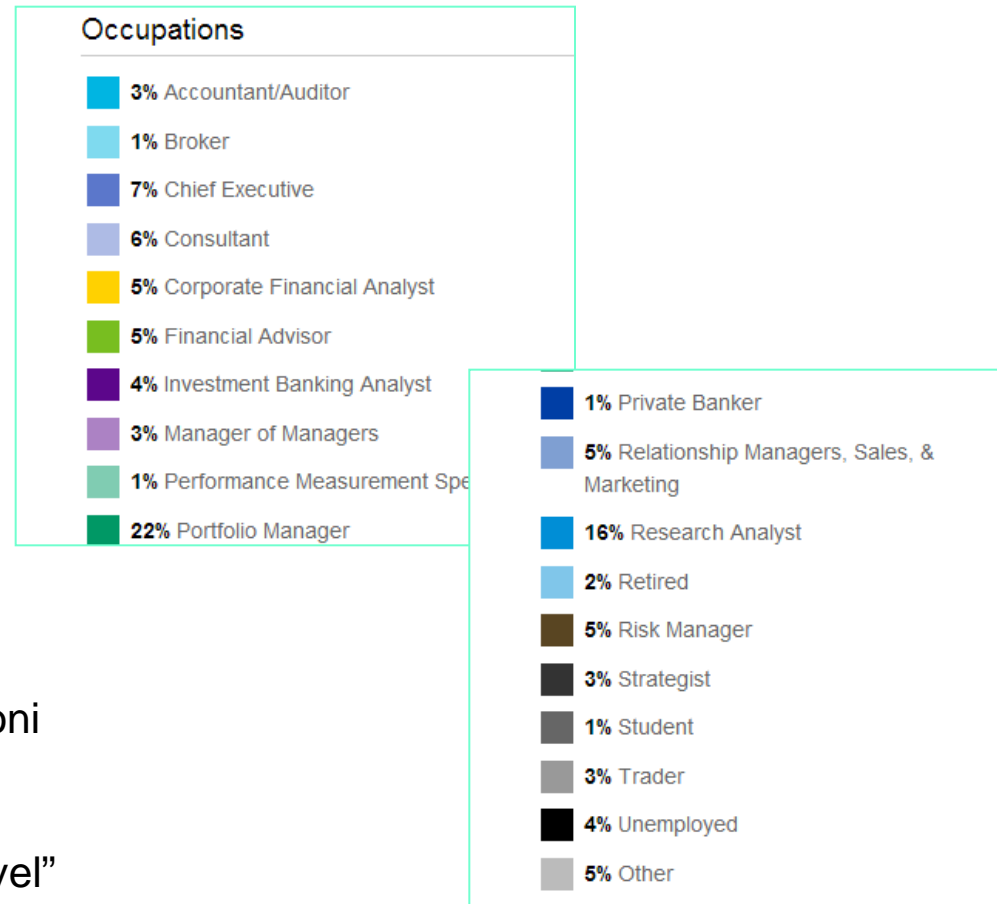 Occupations
3% Accountant/Auditor
1% Broker
7% Chief Executive
6% Consultant
5% Corporate Financial Analyst
5% Financial Advisor
4% Investment Banking Analyst
3% Manager of Managers
1% Performance Measurement Spe
22% Portfolio Manager
1% Private Banker
5% Relationship Managers, Sales, &
Marketing
16% Research Analyst
2% Retired
5% Risk Manager
3% Strategist
1% Student
3% Trader
4% Unemployed
5% Other
oni
vel”